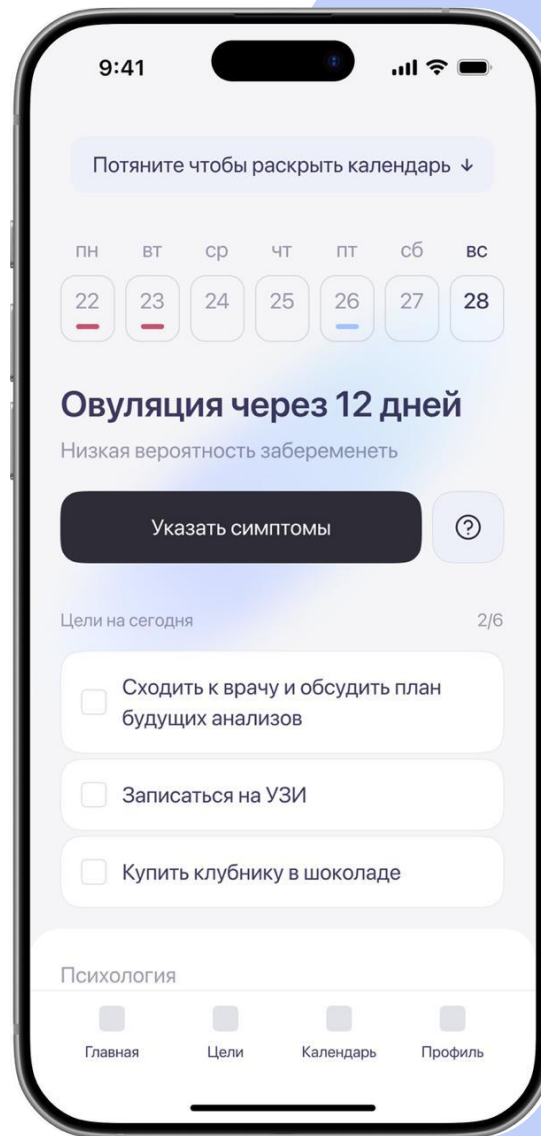 9:41
Потяните чтобы раскрыть календарь ↓
пн вт ср чт пт сб вс
22 23 24 25 26 27 28
Овуляция через 12 дней
Низкая вероятность забеременеть
Указать симптомы
?
Цели на сегодня 2/6
Сходить к врачу и обсудить план
будущих анализов
Записаться на УЗИ
Купить клубнику в шоколаде
Психология
Главная Цели Календарь Профиль